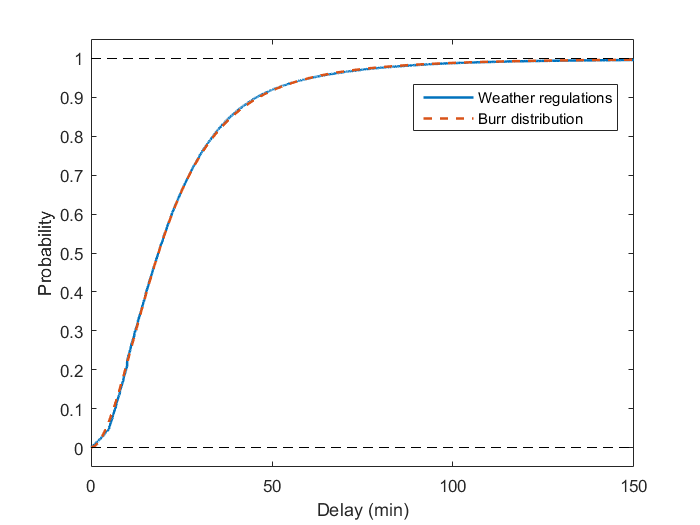 1
0.9
0.8
0.7
0.6
0.5
0.4
0.3
0.2
0.1
0
Probability
Weather regulations
Burr distribution
0 50 100 150
Delay (min)